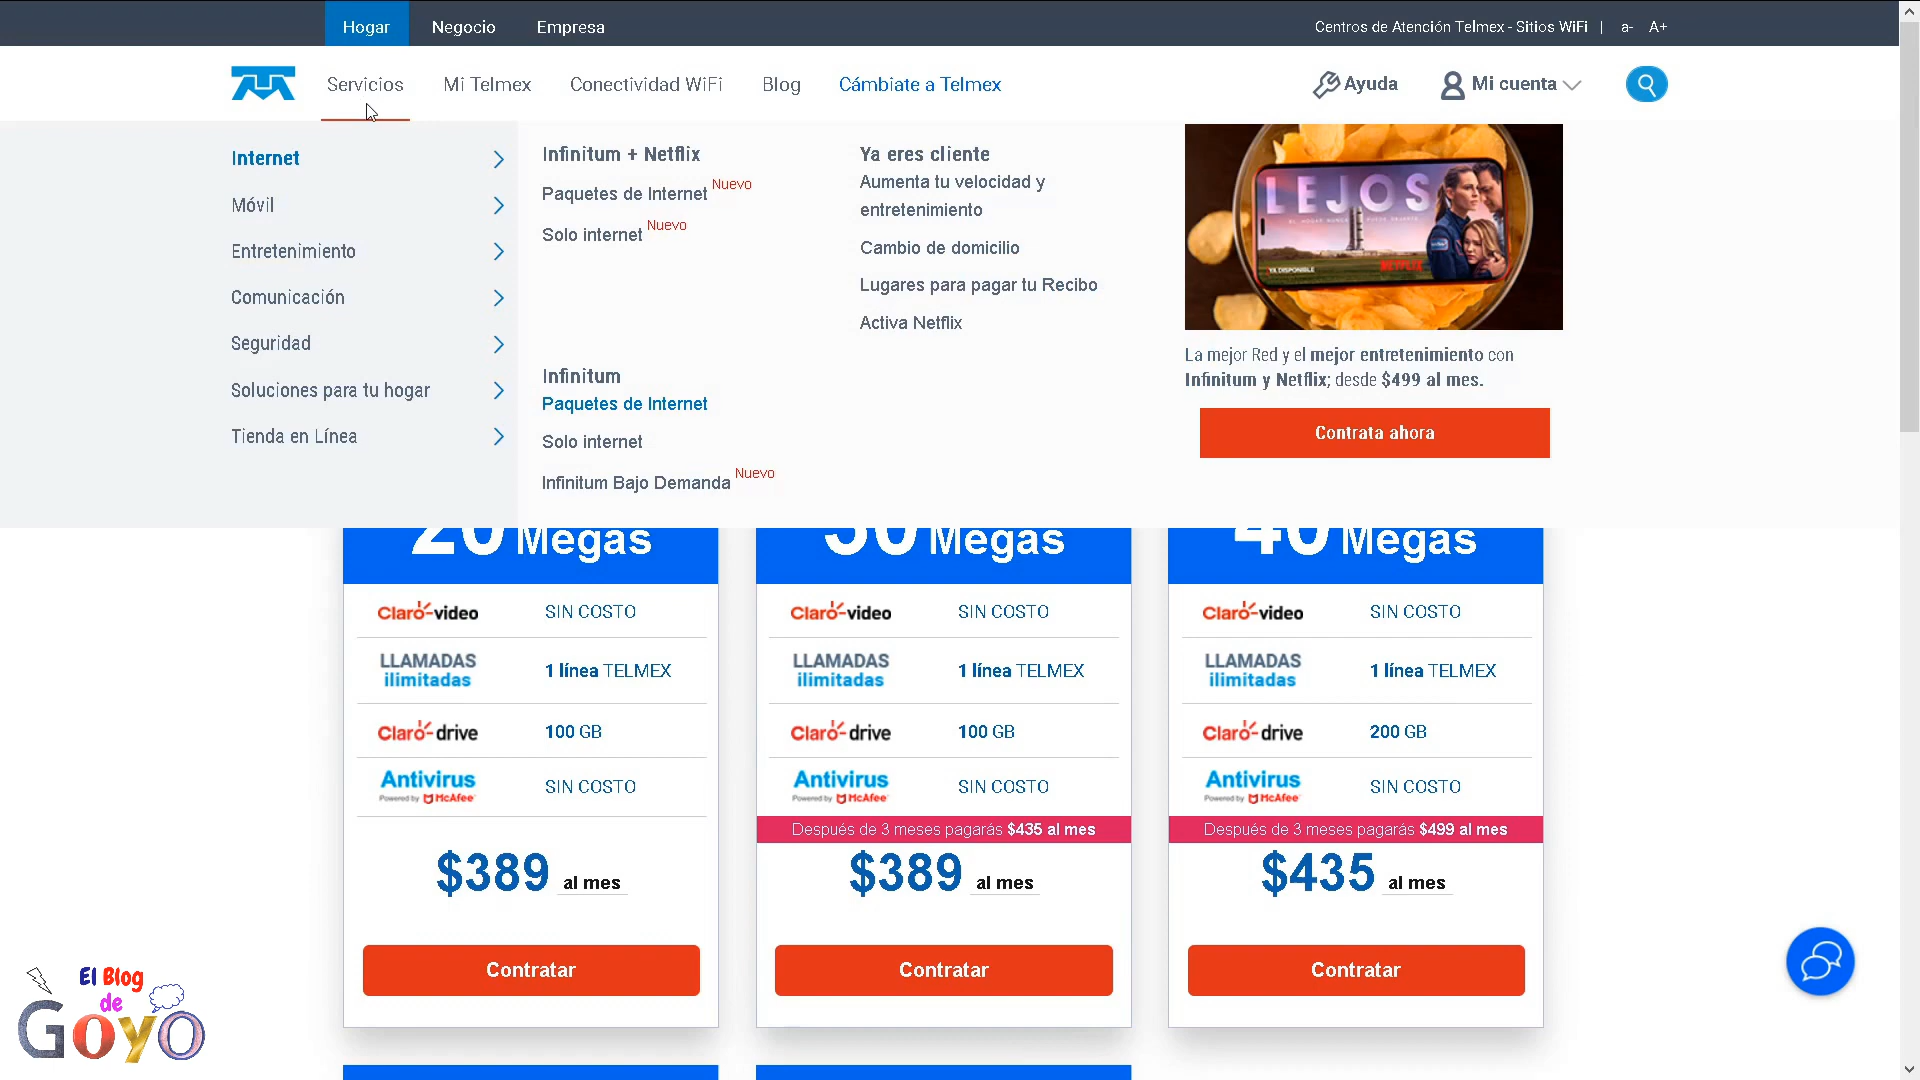 Hogar
Negocio
Empresa
Centros de Atención Telmex - Sitios WiFi | a- A+
Servicios
Mi Telmex
Conectividad WiFi
Blog
Cámbiate a Telmex
Ayuda
Mi cuenta
Internet
Móvil
Entretenimiento
Comunicación
Seguridad
Soluciones para tu hogar
Tienda en Línea
Infinitum + Netflix
Paquetes de Internet Nuevo
Solo internet Nuevo
Infinitum
Paquetes de Internet
Solo internet
Infinitum Bajo Demanda Nuevo
Ya eres cliente
Aumenta tu velocidad y
entretenimiento
Cambio de domicilio
Lugares para pagar tu Recibo
Activa Netflix
LEJOS
YA DISPONIBLE
NETFLIX
La mejor Red y el mejor entretenimiento con
Infinitum y Netflix; desde $499 al mes.
Contrata ahora
20 Megas
Claro-video SIN COSTO
LLAMADAS
ilimitadas
1 línea TELMEX
Claro-drive 100 GB
Antivirus
Powered by McAfee
SIN COSTO
$389 al mes
Contratar
30 Megas
Claro-video SIN COSTO
LLAMADAS
ilimitadas
1 línea TELMEX
Claro-drive 100 GB
Antivirus
Powered by McAfee
SIN COSTO
Después de 3 meses pagarás $435 al mes
$389 al mes
Contratar
40 Megas
Claro-video SIN COSTO
LLAMADAS
ilimitadas
1 línea TELMEX
Claro-drive 200 GB
Antivirus
Powered by McAfee
SIN COSTO
Después de 3 meses pagarás $499 al mes
$435 al mes
Contratar
El Blog
de
GOYO